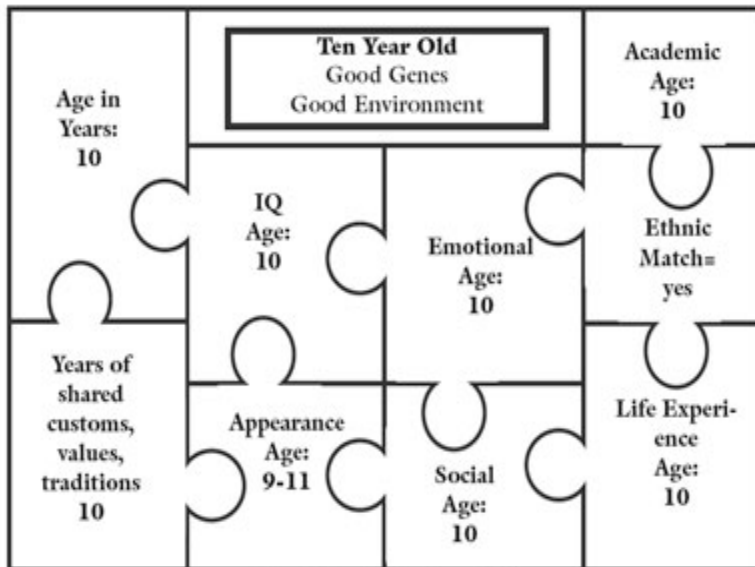 Ten Year Old
Good Genes
Good Environment
Age in
Years:
10
Academic
Age:
10
IQ
Age:
10
Emotional
Age:
10
Ethnic
Match=
yes
Years of
shared
customs,
values,
traditions
10
Appearance
Age:
9-11
Social
Age:
10
Life Experi-
ence
Age:
10